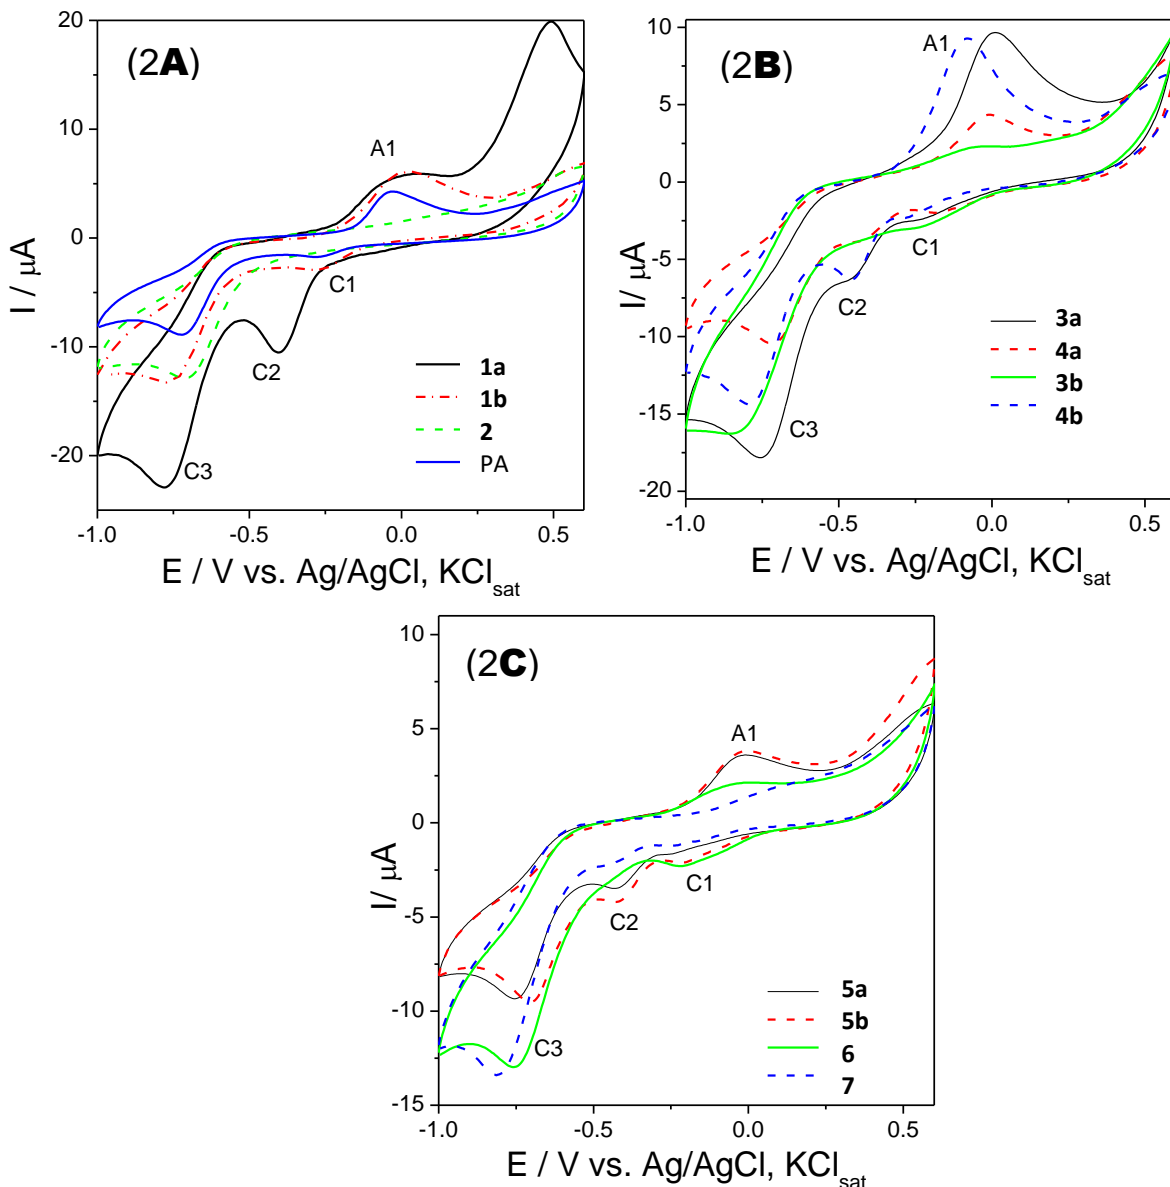 (2A)
20
10
0
-10
-20
I / μA
A1
C1
C2
C3
1a
1b
2
PA
-1.0
-0.5
0.0
0.5
E / V vs. Ag/AgCl, KCl_sat
(2B)
10
5
0
-5
-10
-15
-20
I / μA
A1
C1
C2
C3
3a
4a
3b
4b
-1.0
-0.5
0.0
0.5
E / V vs. Ag/AgCl, KCl_sat
(2C)
10
5
0
-5
-10
-15
I/ μA
A1
C1
C2
C3
5a
5b
6
7
-1.0
-0.5
0.0
0.5
E / V vs. Ag/AgCl, KCl_sat